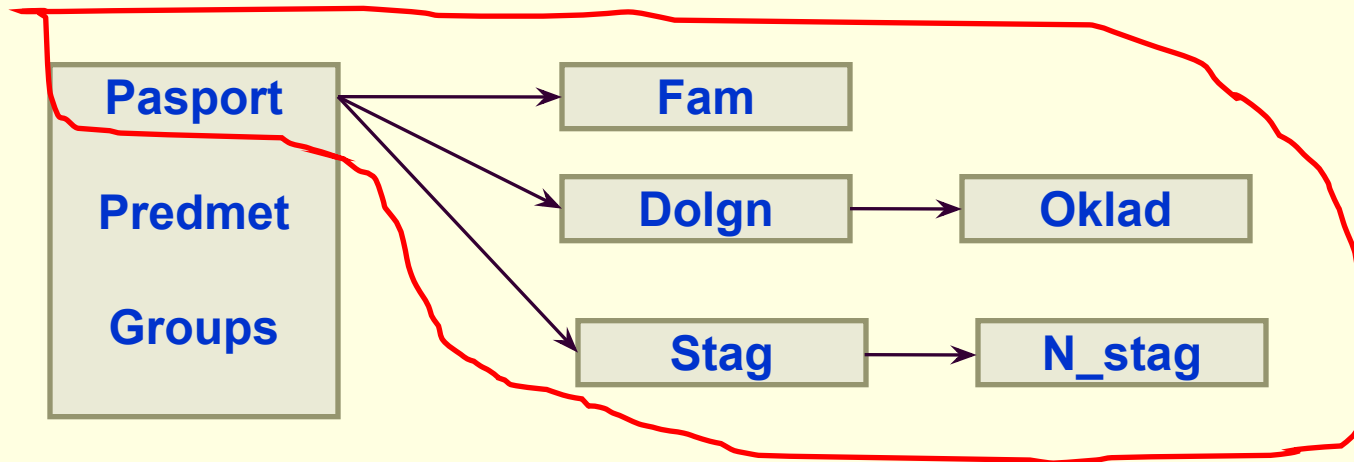 Pasport
Fam
Predmet
Dolgn
Oklad
Groups
Stag
N_stag